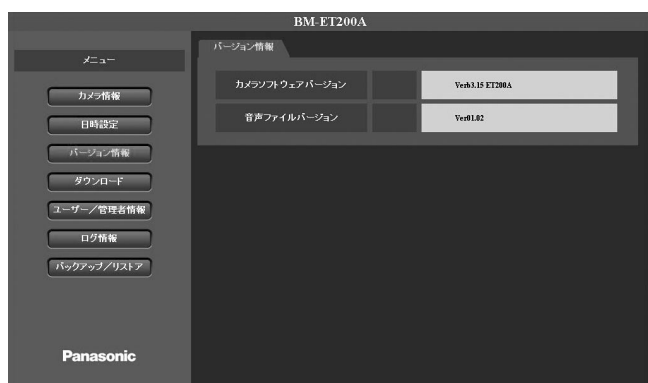 BM-ET200A
メニュー
カメラ情報
日時設定
バージョン情報
ダウンロード
ユーザー／管理者情報
ログ情報
バックアップ／リストア
Panasonic
バージョン情報
カメラソフトウェアバージョン
Verb3.15 ET200A
音声ファイルバージョン
Ver01.02